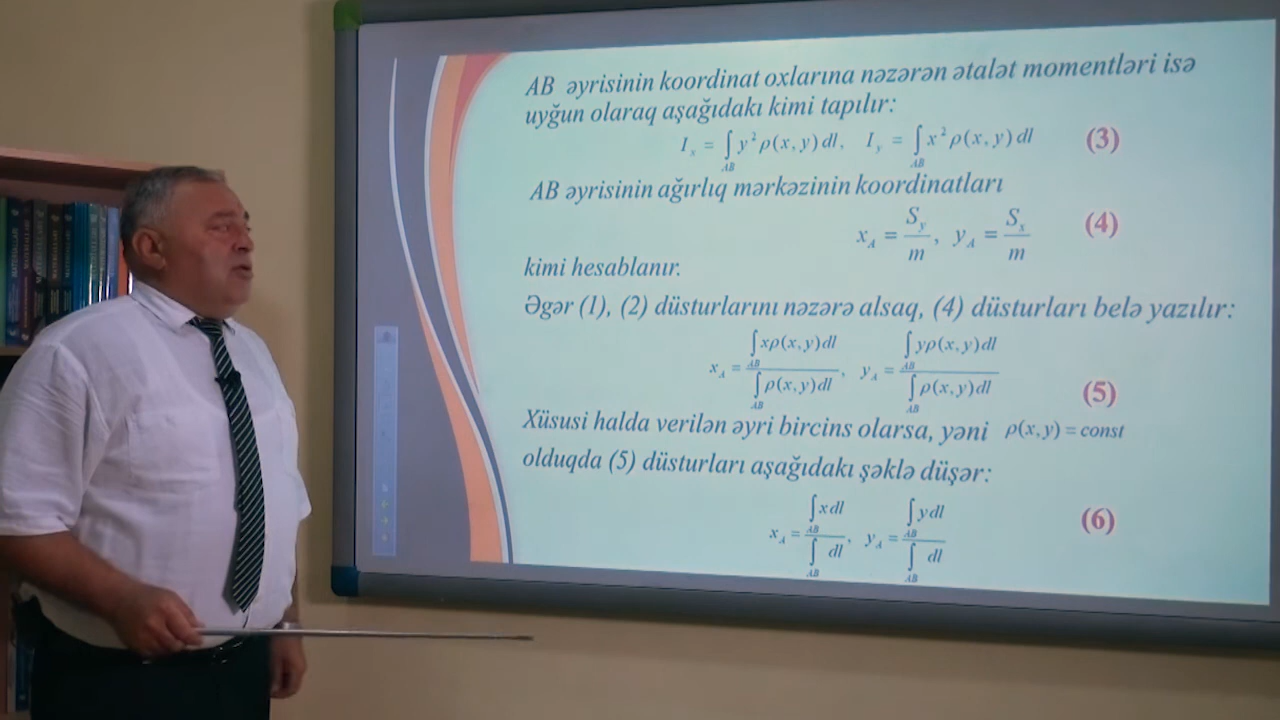 AB əyrisinin koordinat oxlarına nəzərən ətalət momentləri isə
uyğun olaraq aşağıdakı kimi tapılır:
I_x = ∫_AB y² ρ(x, y) dl, I_y = ∫_AB x² ρ(x, y) dl (3)
AB əyrisinin ağırlıq mərkəzinin koordinatları
x_A = S_y / m, y_A = S_x / m (4)
kimi hesablanır.
Əgər (1), (2) düsturlarını nəzərə alsaq, (4) düsturları belə yazılır:
x_A = ∫_AB xρ(x, y)dl / ∫_AB ρ(x, y)dl, y_A = ∫_AB yρ(x, y)dl / ∫_AB ρ(x, y)dl (5)
Xüsusi halda verilən əyri bircins olarsa, yəni ρ(x, y) = const
olduqda (5) düsturları aşağıdakı şəklə düşər:
x_A = ∫_AB xdl / ∫_AB dl, y_A = ∫_AB ydl / ∫_AB dl (6)